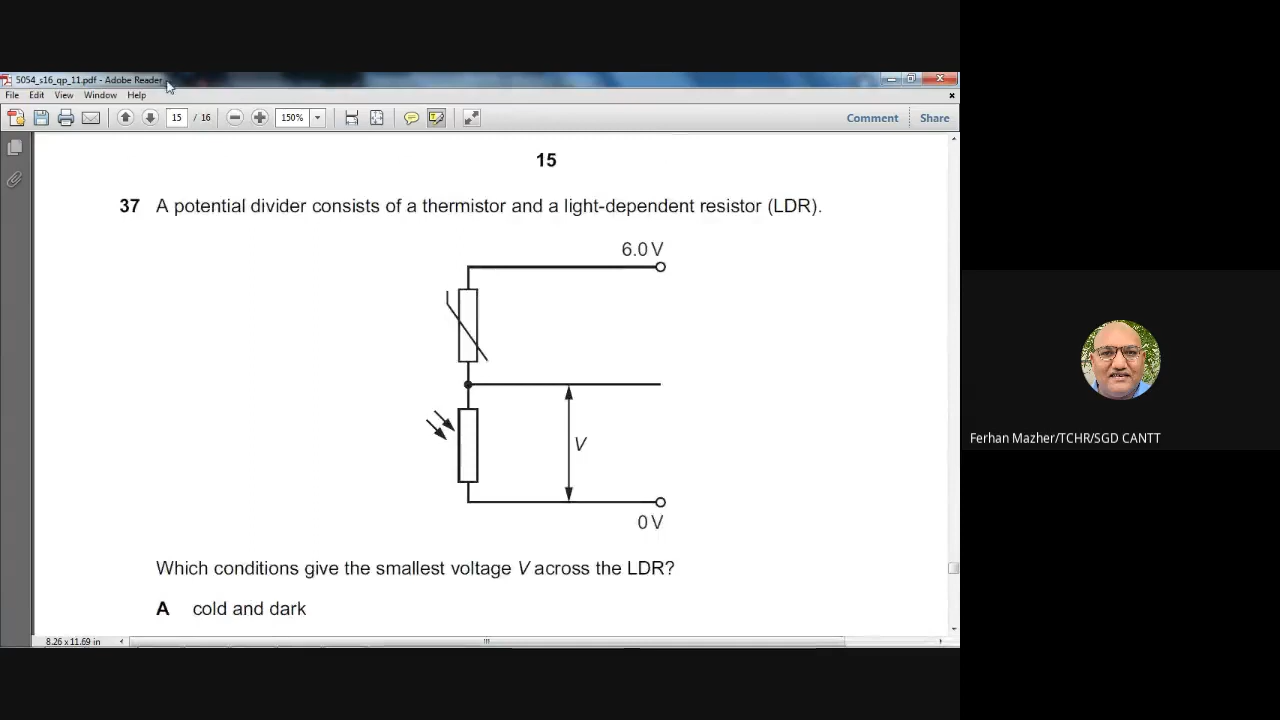 5054_s16_qp_11.pdf - Adobe Reader
File Edit View Window Help
15 / 16 150% Comment Share
15
37 A potential divider consists of a thermistor and a light-dependent resistor (LDR).
6.0 V
V
0 V
Which conditions give the smallest voltage V across the LDR?
A cold and dark
8.26 x 11.69 in
Ferhan Mazher/TCHR/SGD CANTT